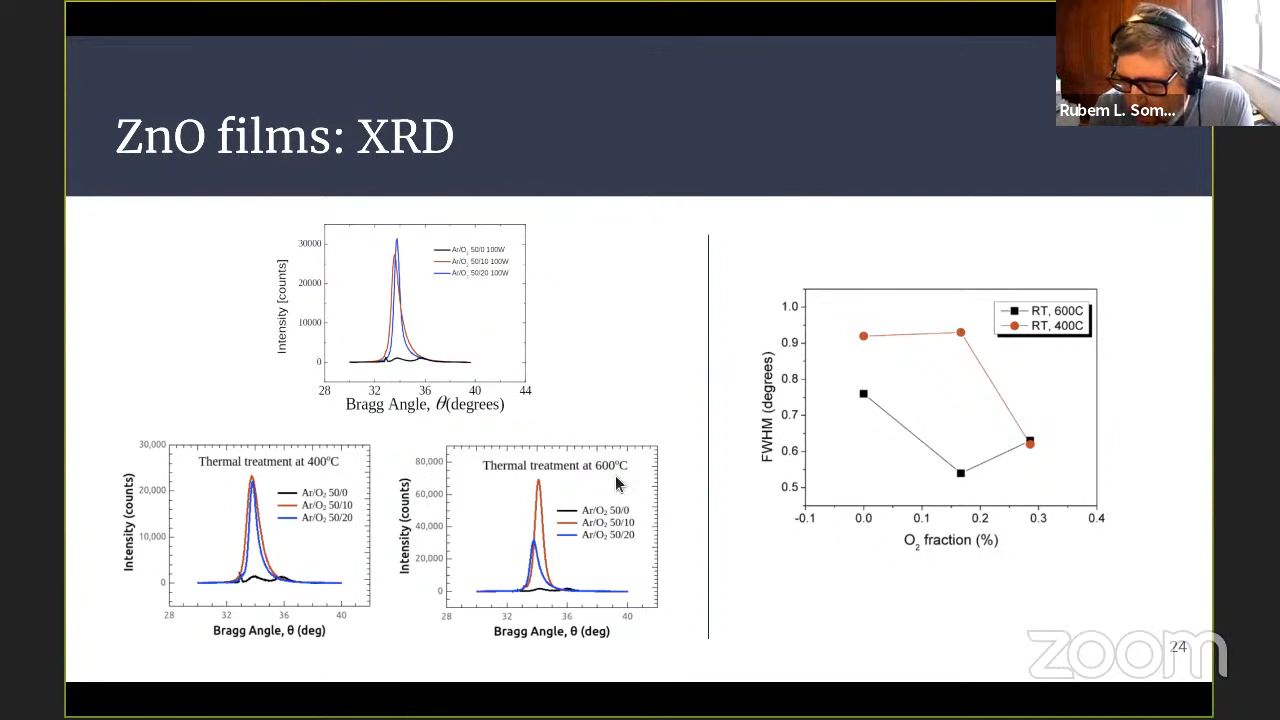 Rubem L. Som...
ZnO films: XRD
30000
20000
10000
0
Intensity [counts]
Ar/O2 50/0 100W
Ar/O2 50/10 100W
Ar/O2 50/20 100W
28 32 36 40 44
Bragg Angle, θ(degrees)
30,000
20,000
10,000
0
Intensity (counts)
Thermal treatment at 400°C
Ar/O2 50/0
Ar/O2 50/10
Ar/O2 50/20
28 32 36 40
Bragg Angle, θ (deg)
80,000
60,000
40,000
20,000
0
Intensity (counts)
Thermal treatment at 600°C
Ar/O2 50/0
Ar/O2 50/10
Ar/O2 50/20
28 32 36 40
Bragg Angle, θ (deg)
1.0
0.9
0.8
0.7
0.6
0.5
FWHM (degrees)
RT, 600C
RT, 400C
-0.1 0.0 0.1 0.2 0.3 0.4
O2 fraction (%)
24
zoom